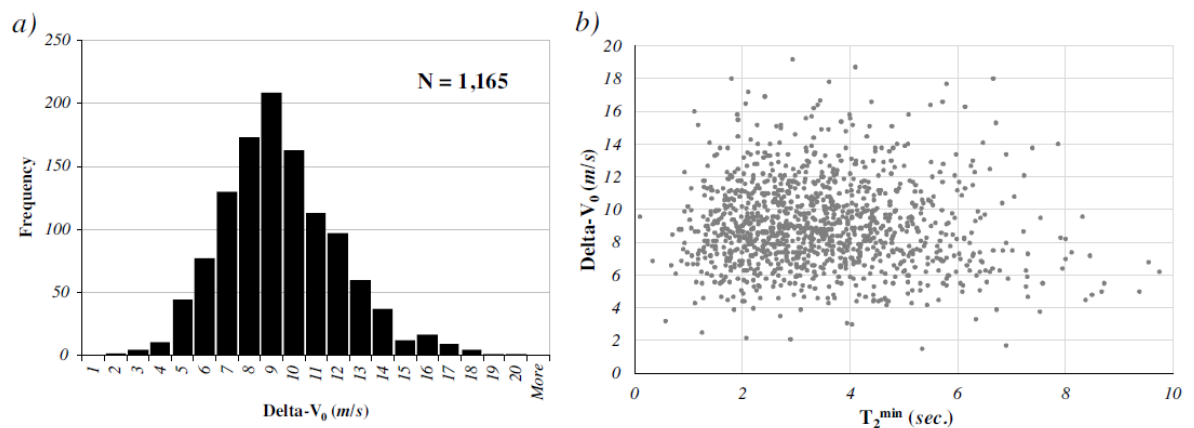 a)
250
200
150
100
50
0
Frequency
N = 1,165
1 2 3 4 5 6 7 8 9 10 11 12 13 14 15 16 17 18 19 20 More
Delta-V₀ (m/s)
b)
20
18
16
14
12
10
8
6
4
2
0
Delta-V₀ (m/s)
0 2 4 6 8 10
T₂ᵐⁱⁿ (sec.)